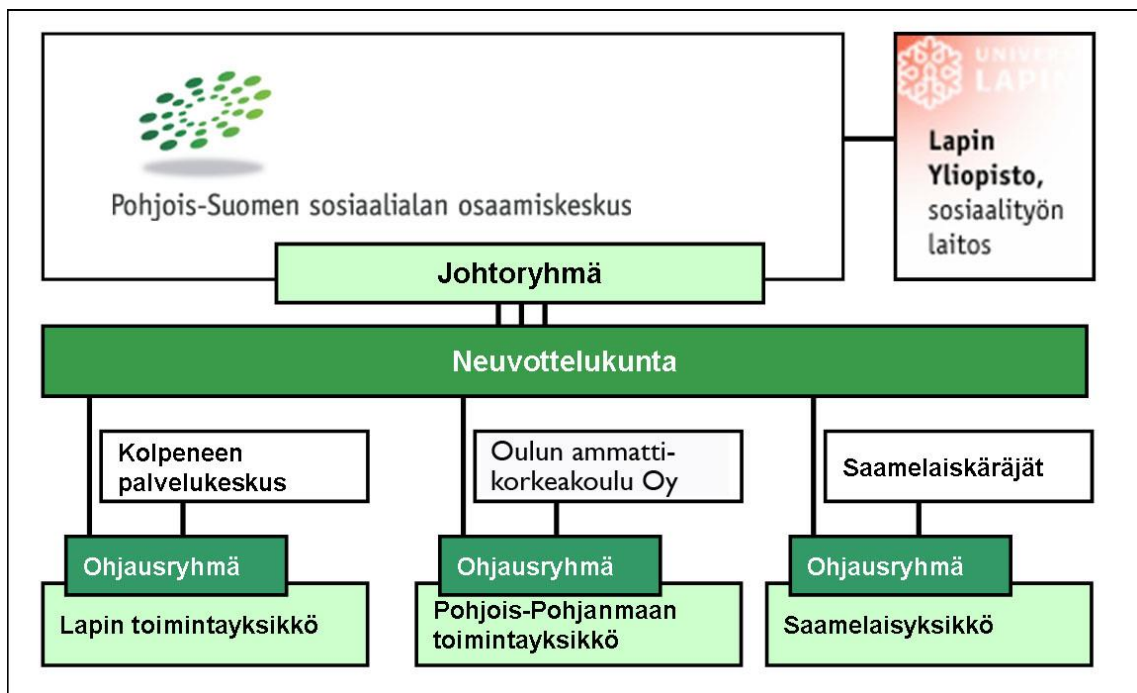 Pohjois-Suomen sosiaalialan osaamiskeskus
Lapin
Yliopisto,
sosiaalityön
laitos
Johtoryhmä
Neuvottelukunta
Kolpeneen
palvelukeskus
Oulun ammatti-
korkeakoulu Oy
Saamelaiskäräjät
Ohjausryhmä
Ohjausryhmä
Ohjausryhmä
Lapin toimintayksikkö
Pohjois-Pohjanmaan
toimintayksikkö
Saamelaisyksikkö